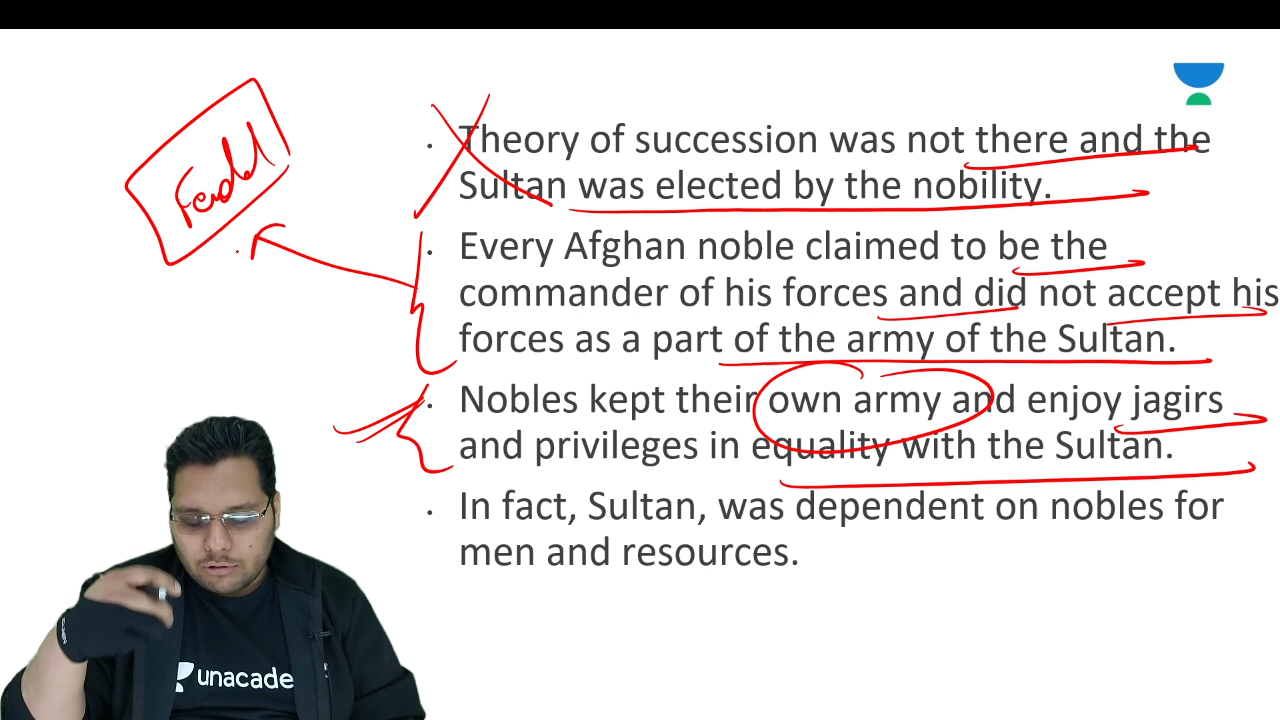 Feudal
Theory of succession was not there and the
Sultan was elected by the nobility.
Every Afghan noble claimed to be the
commander of his forces and did not accept his
forces as a part of the army of the Sultan.
Nobles kept their own army and enjoy jagirs
and privileges in equality with the Sultan.
In fact, Sultan, was dependent on nobles for
men and resources.
unacade